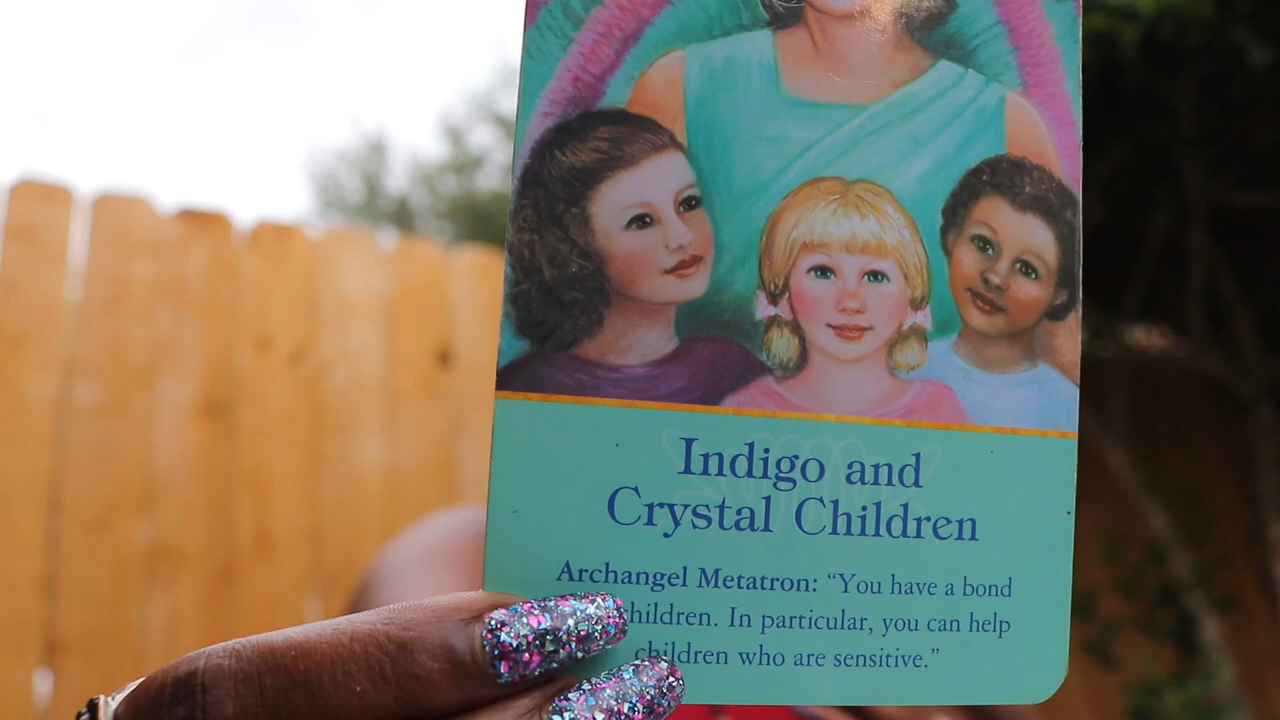 Indigo and
Crystal Children
Archangel Metatron: “You have a bond
children. In particular, you can help
children who are sensitive.”